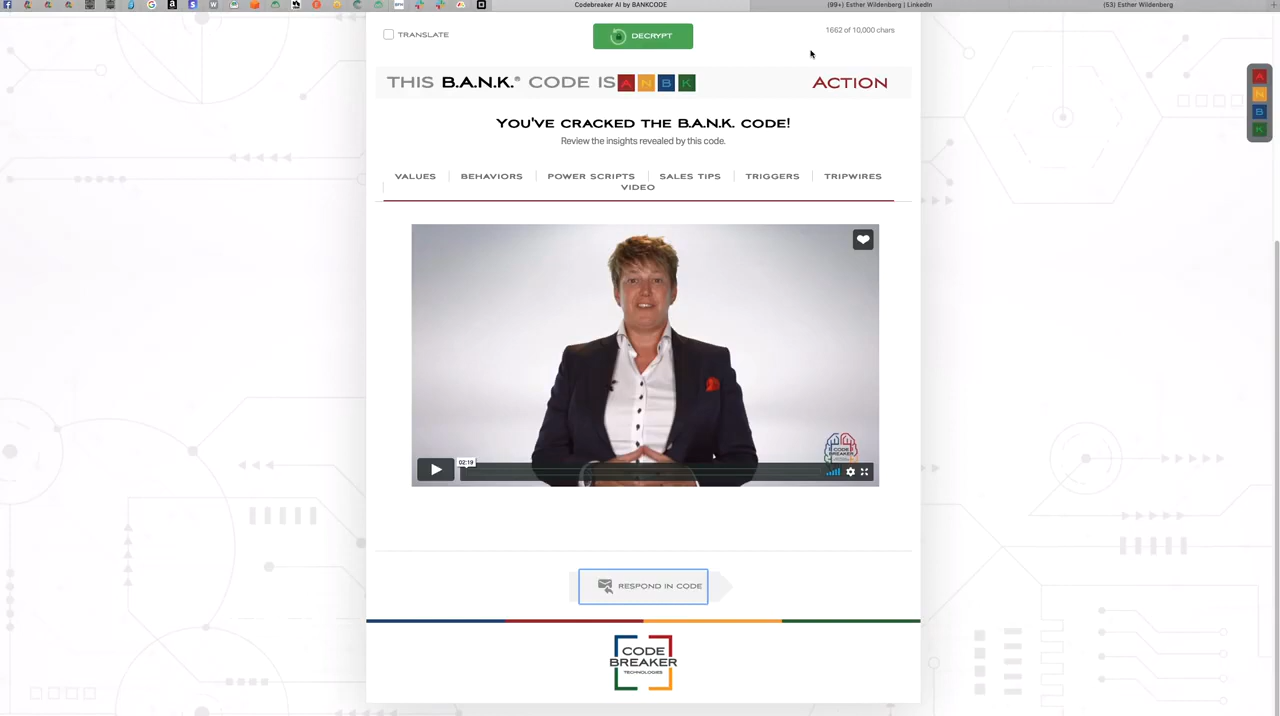 Codebreaker AI by BANKCODE
(99+) Esther Wildenberg | LinkedIn
(53) Esther Wildenberg
TRANSLATE
DECRYPT
1662 of 10,000 chars
THIS B.A.N.K.® CODE IS A N B K
ACTION
YOU'VE CRACKED THE B.A.N.K. CODE!
Review the insights revealed by this code.
VALUES
BEHAVIORS
POWER SCRIPTS
SALES TIPS
TRIGGERS
TRIPWIRES
VIDEO
A
N
B
K
CODE
BREAKER
02:19
RESPOND IN CODE
CODE
BREAKER
TECHNOLOGIES